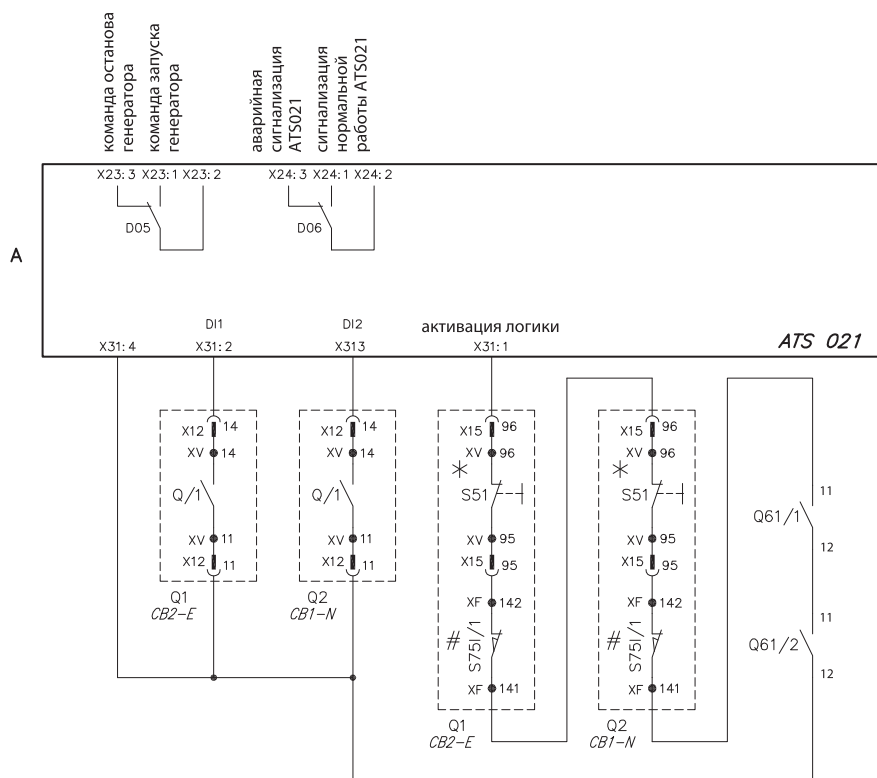 команда останова
генератора
команда запуска
генератора
аварийная
сигнализация
ATS021
сигнализация
нормальной
работы ATS021
X23: 3 X23: 1 X23: 2
X24: 3 X24: 1 X24: 2
D05
D06
A
DI1
DI2
активация логики
ATS 021
X31: 4
X31: 2
X313
X31: 1
X12 14
X12 14
X15 96
X15 96
XV 14
XV 14
XV 96
XV 96
*
*
Q/1
Q/1
S51
S51
11
Q61/1
12
XV 11
XV 11
XV 95
XV 95
X12 11
X12 11
X15 95
X15 95
Q1
CB2-E
Q2
CB1-N
XF 142
XF 142
# S75I/1
# S75I/1
11
Q61/2
12
XF 141
XF 141
Q1
CB2-E
Q2
CB1-N